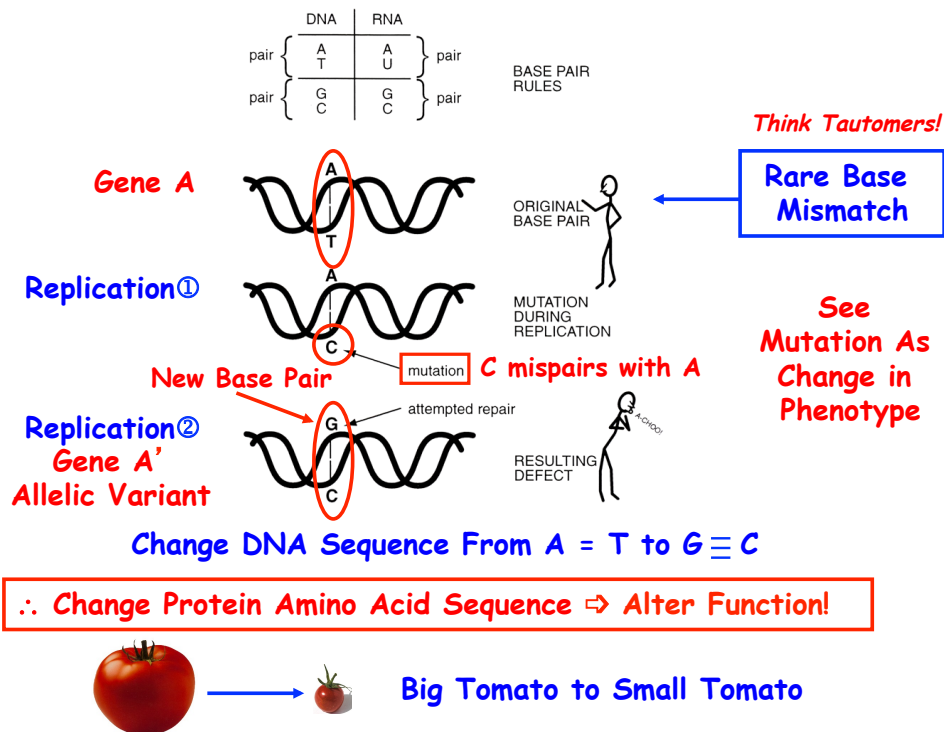 DNA RNA
pair { A A } pair
T U
pair { G G } pair
C C
BASE PAIR
RULES
Think Tautomers!
Rare Base
Mismatch
Gene A
A
T
ORIGINAL
BASE PAIR
Replication①
A
C
MUTATION
DURING
REPLICATION
mutation
C mispairs with A
See
Mutation As
Change in
Phenotype
New Base Pair
attempted repair
Replication②
Gene A’
Allelic Variant
G
C
A-CHOO!
RESULTING
DEFECT
Change DNA Sequence From A = T to G ☰ C
∴ Change Protein Amino Acid Sequence ⇨ Alter Function!
Big Tomato to Small Tomato